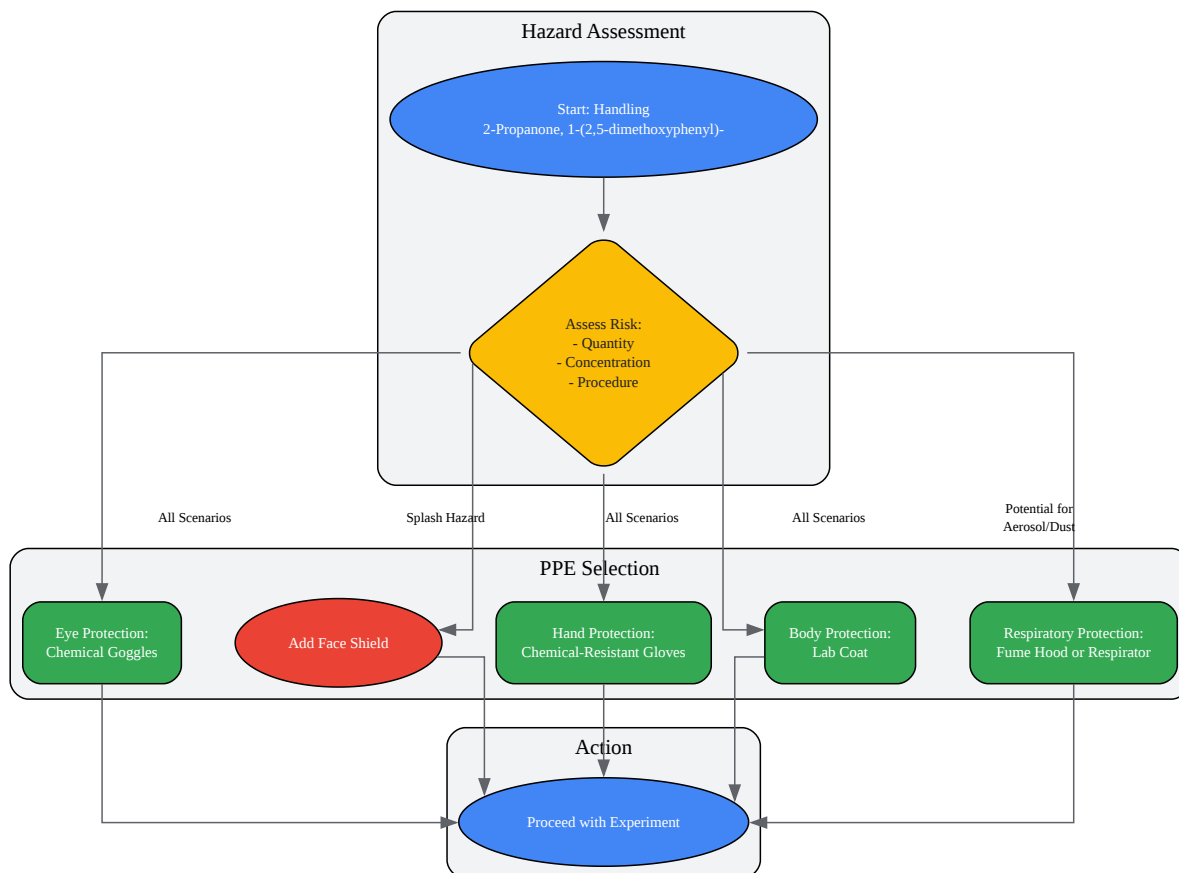 Hazard Assessment
Start: Handling
2-Propanone, 1-(2,5-dimethoxyphenyl)-
Assess Risk:
- Quantity
- Concentration
- Procedure
All Scenarios
Splash Hazard
All Scenarios
All Scenarios
Potential for
Aerosol/Dust
PPE Selection
Eye Protection:
Chemical Goggles
Add Face Shield
Hand Protection:
Chemical-Resistant Gloves
Body Protection:
Lab Coat
Respiratory Protection:
Fume Hood or Respirator
Action
Proceed with Experiment